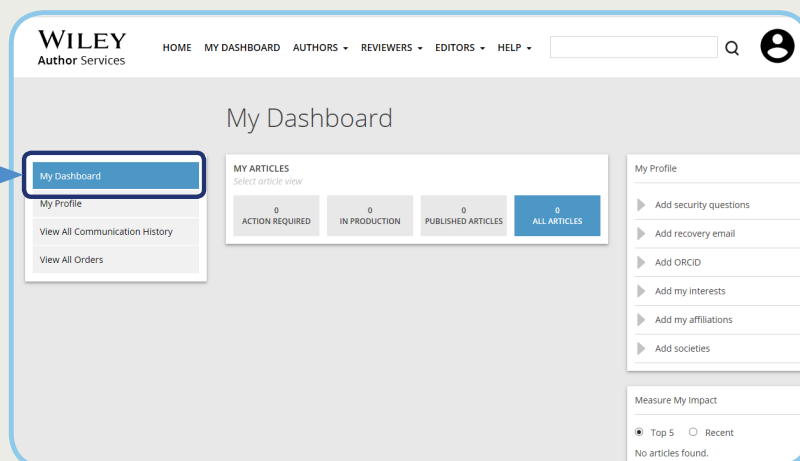 WILEY
Author Services
HOME MY DASHBOARD AUTHORS REVIEWERS EDITORS HELP
My Dashboard
My Dashboard
My Profile
View All Communication History
View All Orders
MY ARTICLES
Select article view
0
ACTION REQUIRED
0
IN PRODUCTION
0
PUBLISHED ARTICLES
0
ALL ARTICLES
My Profile
Add security questions
Add recovery email
Add ORCiD
Add my interests
Add my affiliations
Add societies
Measure My Impact
Top 5 Recent
No articles found.